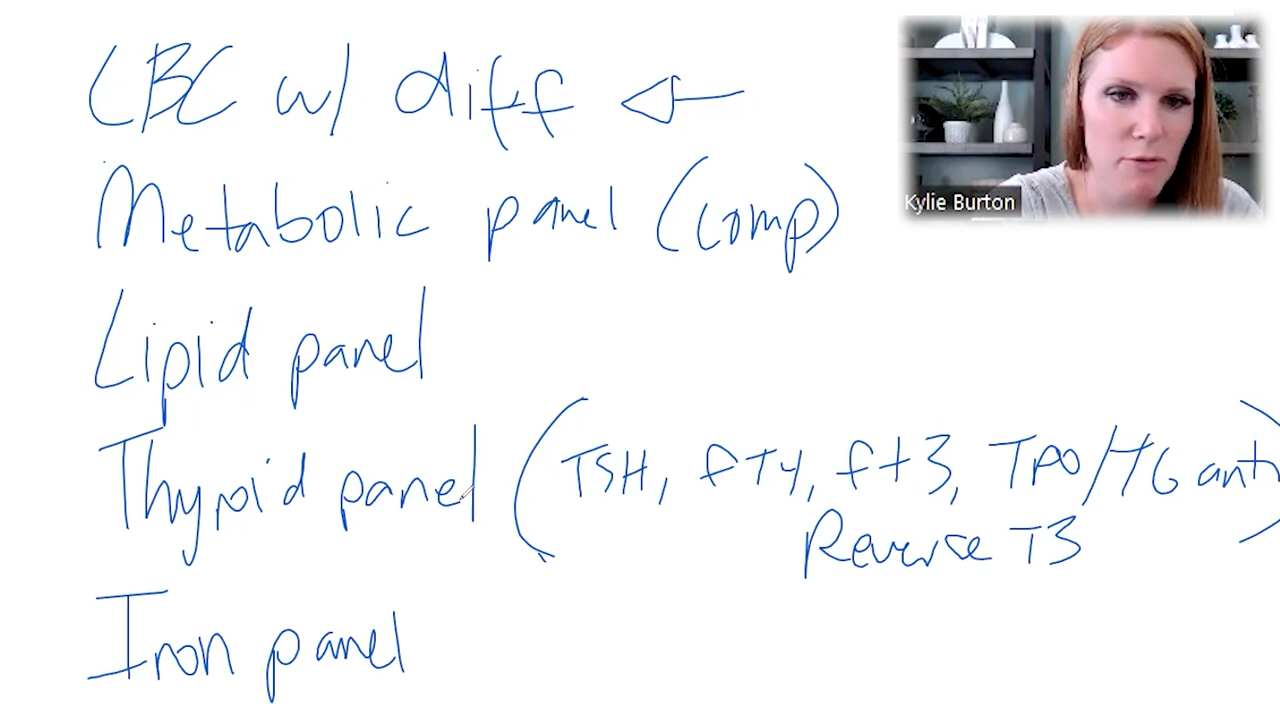 CBC w/ diff ←
Metabolic panel (comp)
Kylie Burton
Lipid panel
Thyroid panel (TSH, fT4, ft3, TPO/TG anti)
Reverse T3
Iron panel